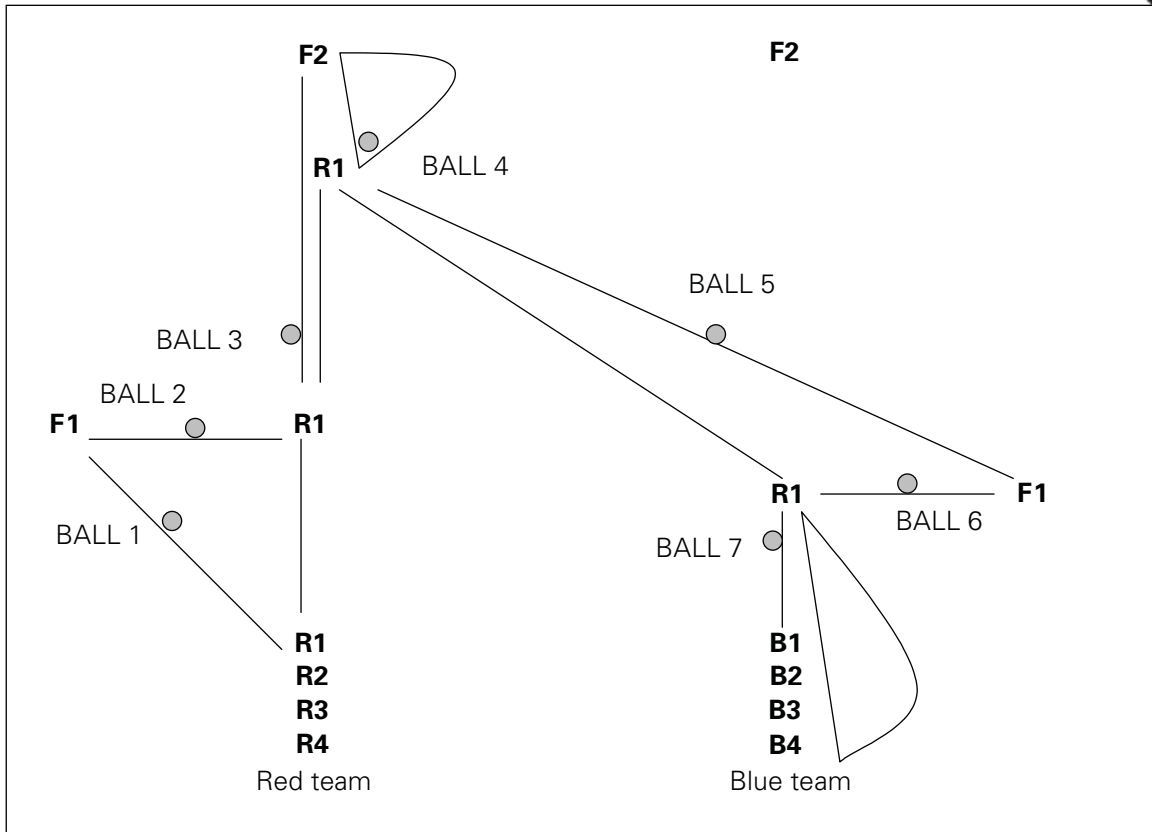 F2 F2
R1 BALL 4
BALL 5
BALL 3
BALL 2
F1 R1
R1 F1
BALL 6
BALL 1
BALL 7
R1 B1
R2 B2
R3 B3
R4 B4
Red team Blue team